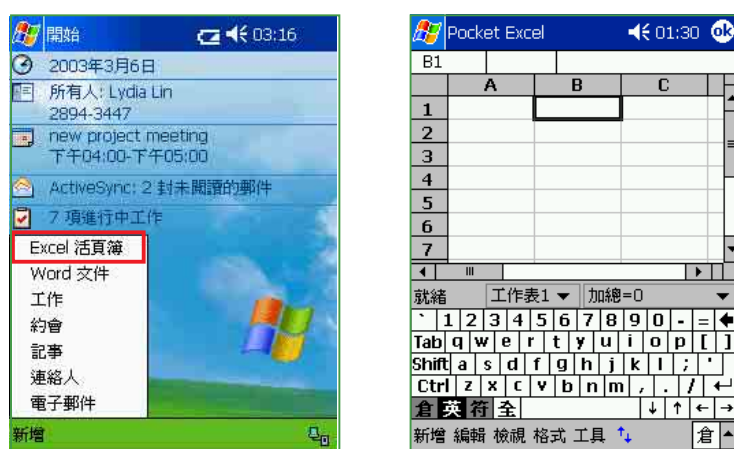 開始 03:16
2003年3月6日
所有人: Lydia Lin
2894-3447
new project meeting
下午04:00-下午05:00
ActiveSync: 2 封未閱讀的郵件
7 項進行中工作
Excel 活頁簿
Word 文件
工作
約會
記事
連絡人
電子郵件
新增
Pocket Excel 01:30 ok
B1
A B C
1
2
3
4
5
6
7
就緒 工作表1 加總=0
` 1 2 3 4 5 6 7 8 9 0 - =
Tab q w e r t y u i o p [ ]
Shift a s d f g h j k l ; '
Ctrl z x c v b n m , . /
倉 英 符 全 ↓ ↑ ← →
新增 編輯 檢視 格式 工具 倉